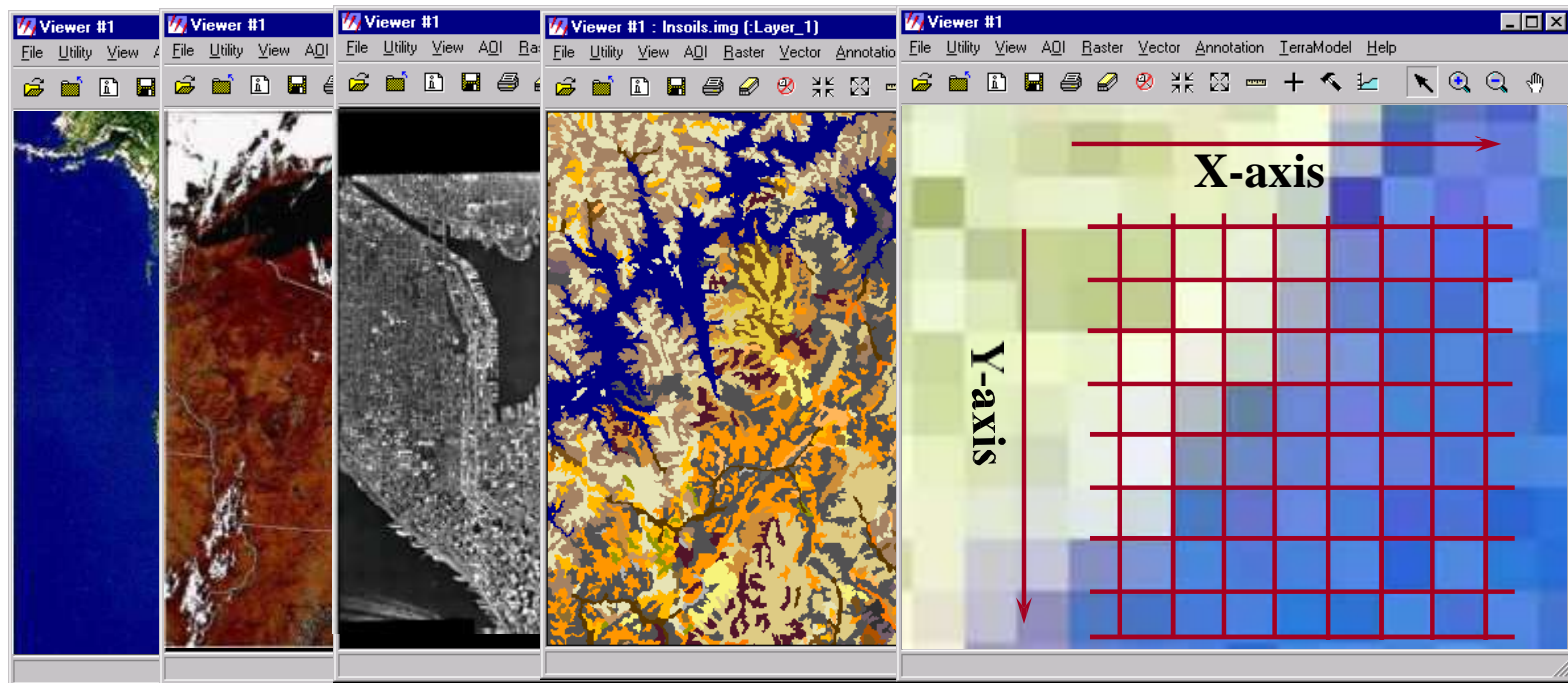 Viewer #1
File Utility View A
Viewer #1
File Utility View AOI
Viewer #1
File Utility View AOI Ra
Viewer #1 : lnsoils.img (:Layer_1)
File Utility View AOI Raster Vector Annotatio
Viewer #1
File Utility View AOI Raster Vector Annotation TerraModel Help
X-axis
Y-axis